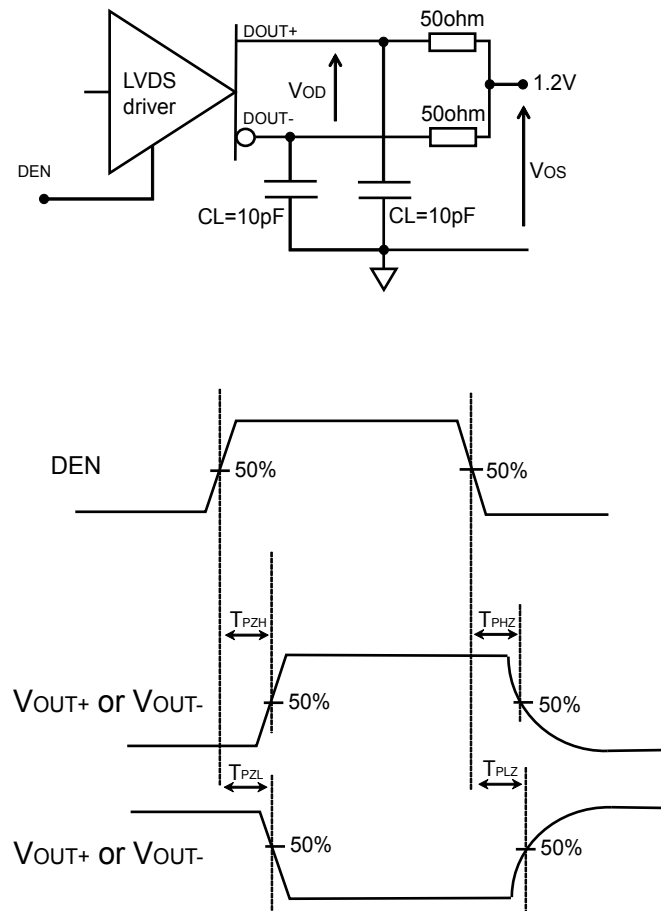 50ohm
DOUT+
LVDS
driver
VOD
1.2V
50ohm
DOUT-
DEN
VOS
CL=10pF
CL=10pF
DEN
50%
50%
TPZH
TPHZ
VOUT+ or VOUT-
50%
50%
TPZL
TPLZ
VOUT+ or VOUT-
50%
50%